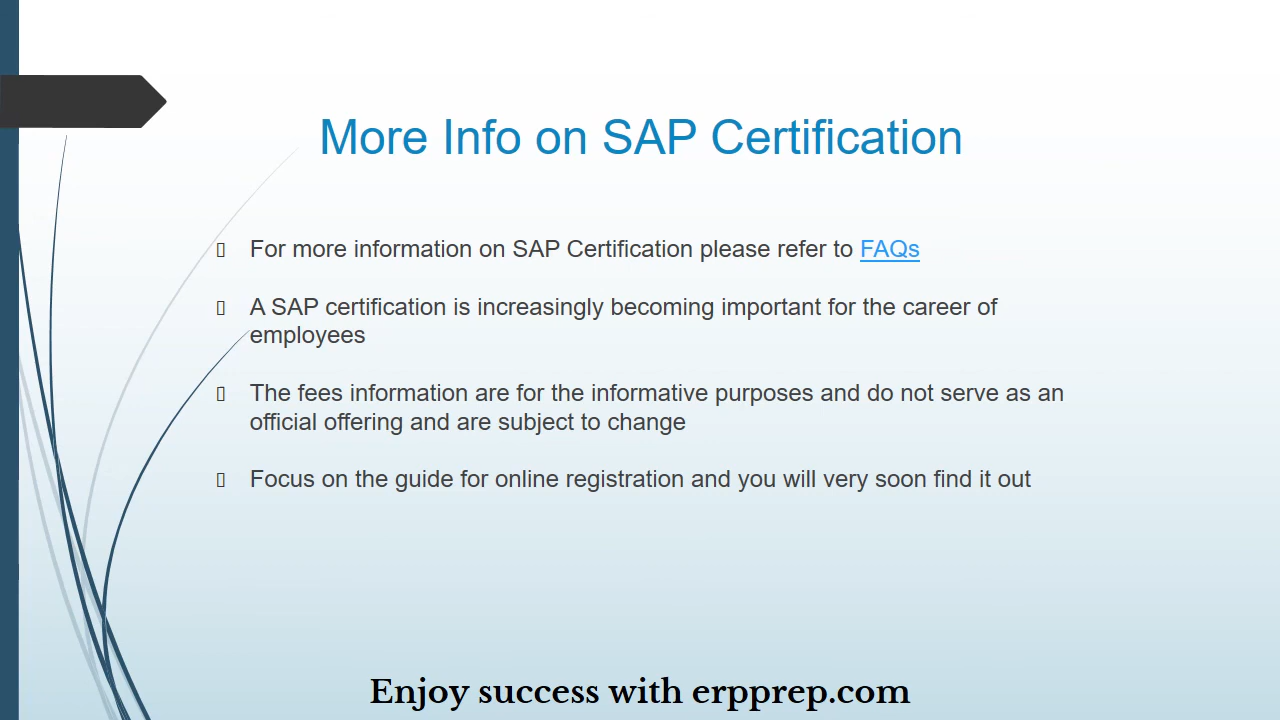 More Info on SAP Certification
For more information on SAP Certification please refer to FAQs
A SAP certification is increasingly becoming important for the career of
employees
The fees information are for the informative purposes and do not serve as an
official offering and are subject to change
Focus on the guide for online registration and you will very soon find it out
Enjoy success with erpprep.com